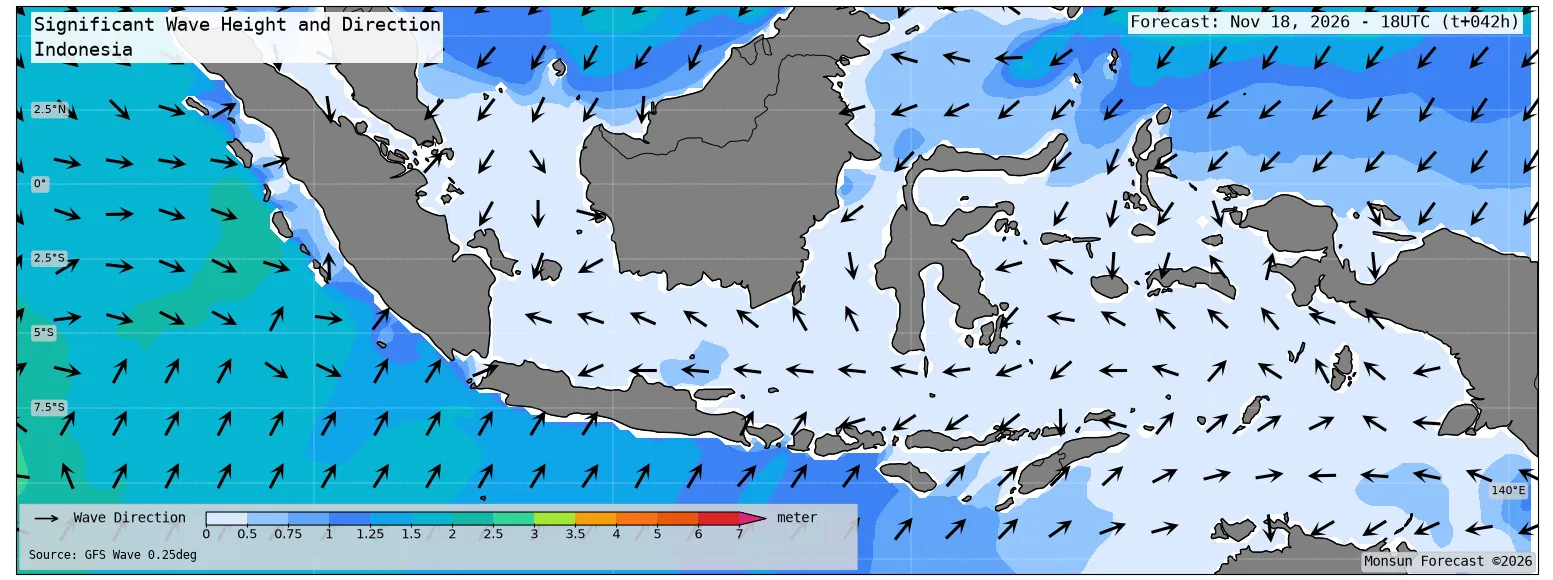 Significant Wave Height and Direction
Indonesia
Forecast: Nov 18, 2026 - 18UTC (t+042h)
2.5°N
0°
2.5°S
5°S
7.5°S
140°E
Wave Direction
0 0.5 0.75 1 1.25 1.5 2 2.5 3 3.5 4 5 6 7
meter
Source: GFS Wave 0.25deg
Monsun Forecast ©2026